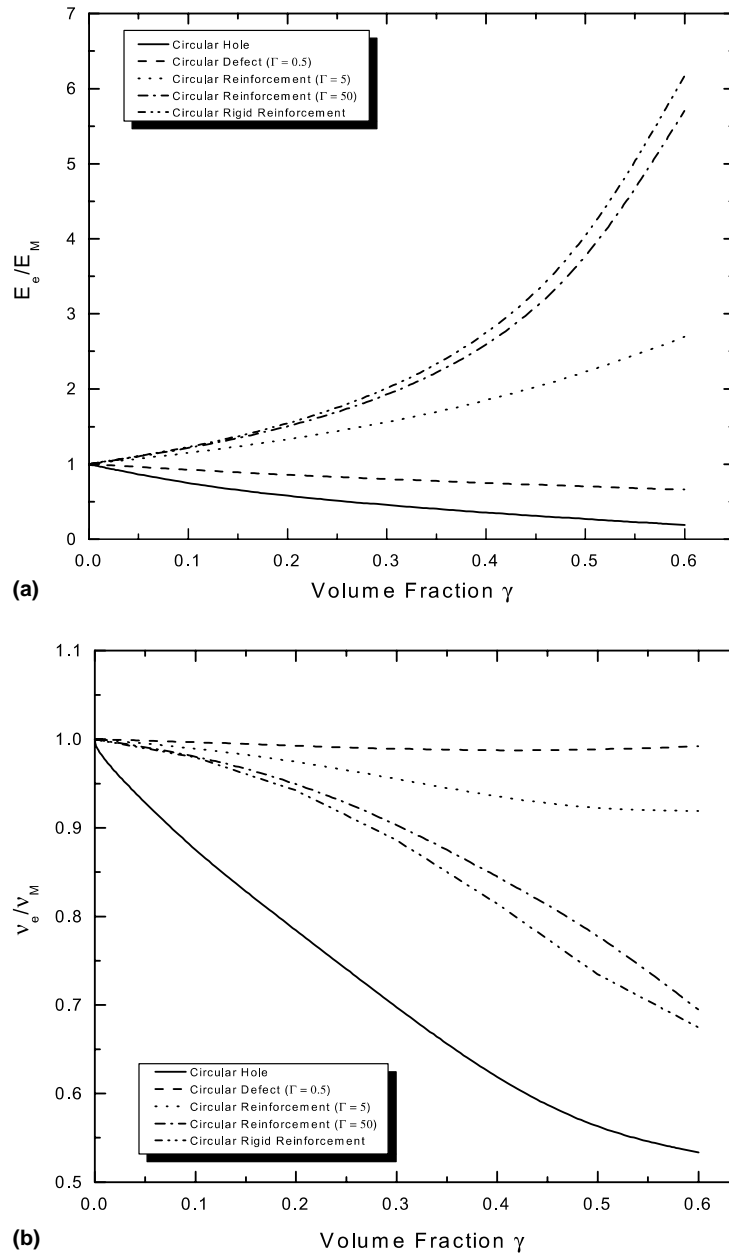 7
6
5
4
3
2
1
0
E_e/E_M
Circular Hole
Circular Defect (Γ = 0.5)
Circular Reinforcement (Γ = 5)
Circular Reinforcement (Γ = 50)
Circular Rigid Reinforcement
0.0 0.1 0.2 0.3 0.4 0.5 0.6
Volume Fraction γ
(a)
1.1
1.0
0.9
0.8
0.7
0.6
0.5
ν_e/ν_M
Circular Hole
Circular Defect (Γ = 0.5)
Circular Reinforcement (Γ = 5)
Circular Reinforcement (Γ = 50)
Circular Rigid Reinforcement
0.0 0.1 0.2 0.3 0.4 0.5 0.6
Volume Fraction γ
(b)